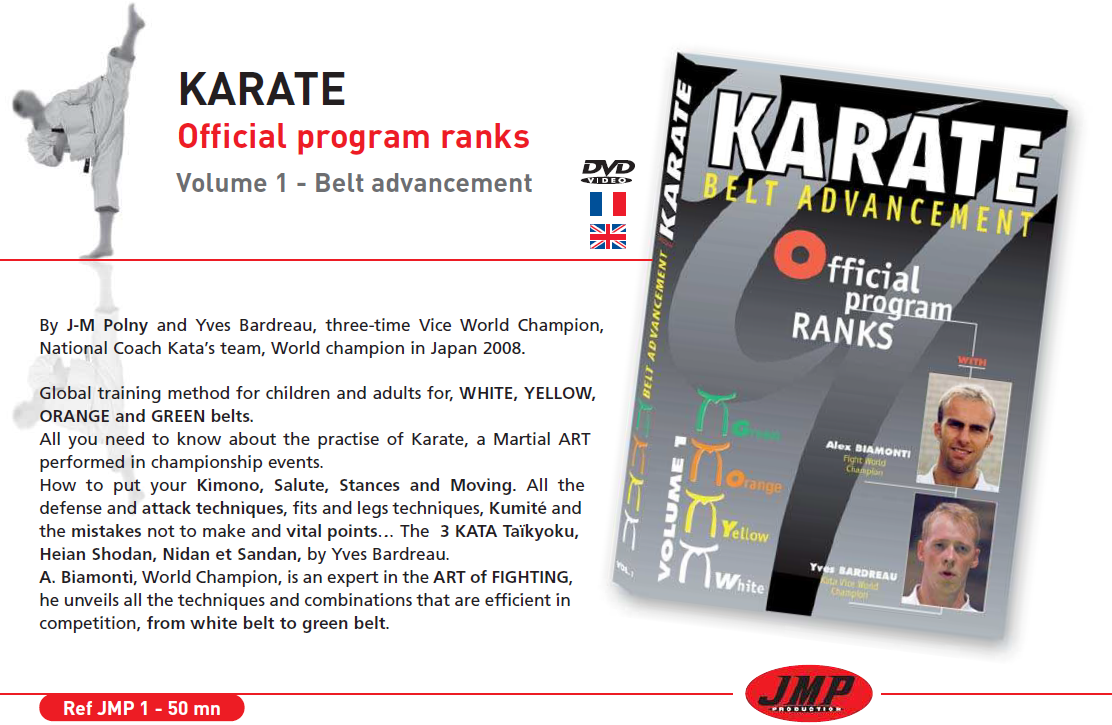 KARATE
Official program ranks
Volume 1 - Belt advancement
DVD
VIDEO
By J-M Polny and Yves Bardreau, three-time Vice World Champion,
National Coach Kata’s team, World champion in Japan 2008.
Global training method for children and adults for, WHITE, YELLOW,
ORANGE and GREEN belts.
All you need to know about the practise of Karate, a Martial ART
performed in championship events.
How to put your Kimono, Salute, Stances and Moving. All the
defense and attack techniques, fits and legs techniques, Kumité and
the mistakes not to make and vital points... The 3 KATA Taïkyoku,
Heian Shodan, Nidan et Sandan, by Yves Bardreau.
A. Biamonti, World Champion, is an expert in the ART of FIGHTING,
he unveils all the techniques and combinations that are efficient in
competition, from white belt to green belt.
KARATE
BELT ADVANCEMENT
VOL. 1
KARATE
BELT ADVANCEMENT
Official
program
RANKS
WITH
Alex BIAMONTI
Fight World
Champion
Yves BARDREAU
Kata Vice World
Champion
VOLUME 1
Green
Orange
Yellow
White
Ref JMP 1 - 50 mn
JMP
PRODUCTION